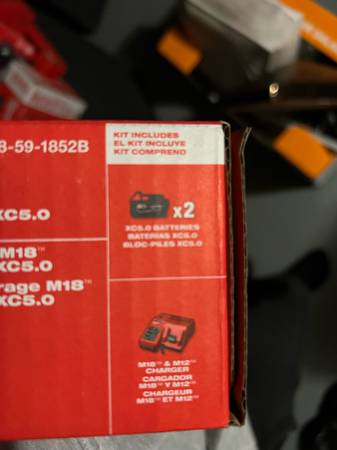 8-59-1852B
XC5.0
M18™
XC5.0
rage M18™
XC5.0
KIT INCLUDES
EL KIT INCLUYE
KIT COMPREND
x2
XC5.0 BATTERIES
BATERÍAS XC5.0
BLOC-PILES XC5.0
M18™ & M12™
CHARGER
CARGADOR
M18™ Y M12™
CHARGEUR
M18™ ET M12™